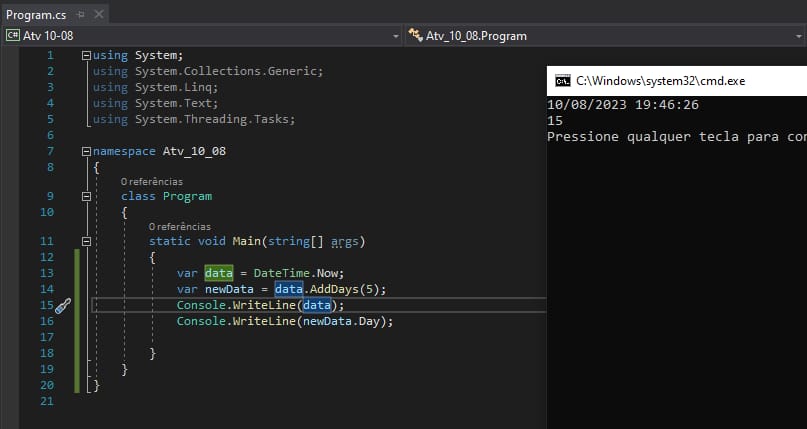 Program.cs
Atv 10-08
Atv_10_08.Program
1 using System;
2 using System.Collections.Generic;
3 using System.Linq;
4 using System.Text;
5 using System.Threading.Tasks;
6
7 namespace Atv_10_08
8 {
0 referências
9 class Program
10 {
0 referências
11 static void Main(string[] args)
12 {
13 var data = DateTime.Now;
14 var newData = data.AddDays(5);
15 Console.WriteLine(data);
16 Console.WriteLine(newData.Day);
17
18 }
19 }
20 }
21
C:\Windows\system32\cmd.exe
10/08/2023 19:46:26
15
Pressione qualquer tecla para con